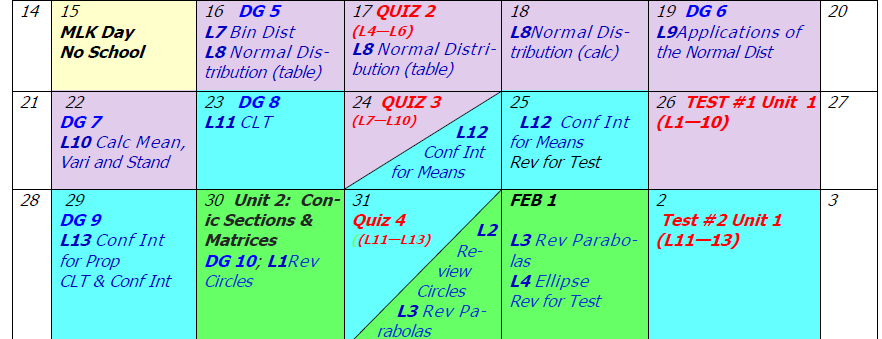 14
15
MLK Day
No School
16 DG 5
L7 Bin Dist
L8 Normal Dis-
tribution (table)
17 QUIZ 2
(L4—L6)
L8 Normal Distri-
bution (table)
18
L8Normal Dis-
tribution (calc)
19 DG 6
L9Applications of
the Normal Dist
20
21
22
DG 7
L10 Calc Mean,
Vari and Stand
23 DG 8
L11 CLT
24 QUIZ 3
(L7—L10)
L12
Conf Int
for Means
25
L12 Conf Int
for Means
Rev for Test
26 TEST #1 Unit 1
(L1—10)
27
28
29
DG 9
L13 Conf Int
for Prop
CLT & Conf Int
30 Unit 2: Con-
ic Sections &
Matrices
DG 10; L1Rev
Circles
31
Quiz 4
((L11—L13)
L2
Re-
view
Circles
L3 Rev Pa-
rabolas
FEB 1
L3 Rev Parabo-
las
L4 Ellipse
Rev for Test
2
Test #2 Unit 1
(L11—13)
3